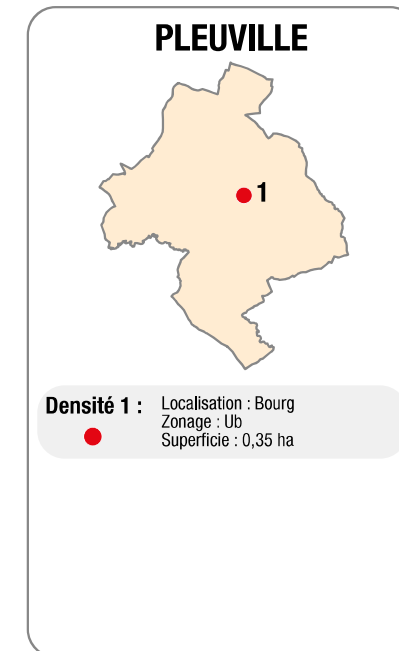 PLEUVILLE
1
Densité 1 :
Localisation : Bourg
Zonage : Ub
Superficie : 0,35 ha